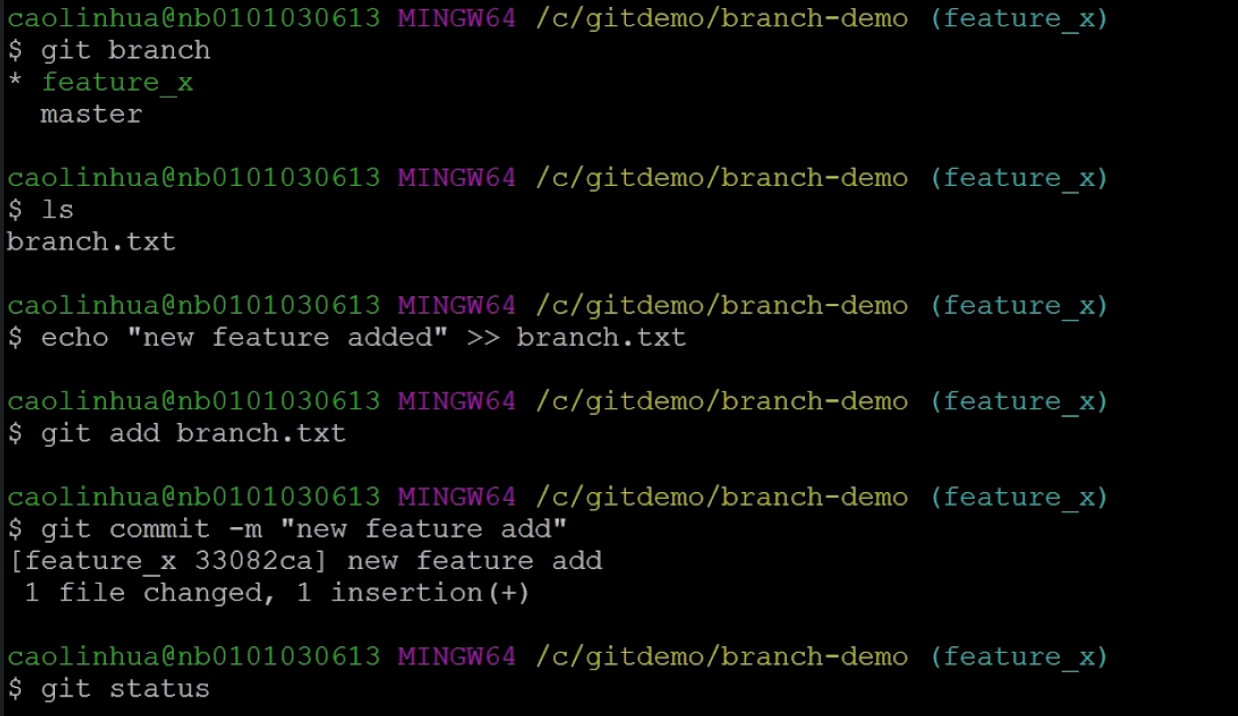 caolinhua@nb0101030613 MINGW64 /c/gitdemo/branch-demo (feature_x)
$ git branch
* feature_x
  master
caolinhua@nb0101030613 MINGW64 /c/gitdemo/branch-demo (feature_x)
$ ls
branch.txt
caolinhua@nb0101030613 MINGW64 /c/gitdemo/branch-demo (feature_x)
$ echo "new feature added" >> branch.txt
caolinhua@nb0101030613 MINGW64 /c/gitdemo/branch-demo (feature_x)
$ git add branch.txt
caolinhua@nb0101030613 MINGW64 /c/gitdemo/branch-demo (feature_x)
$ git commit -m "new feature add"
[feature_x 33082ca] new feature add
 1 file changed, 1 insertion(+)
caolinhua@nb0101030613 MINGW64 /c/gitdemo/branch-demo (feature_x)
$ git status